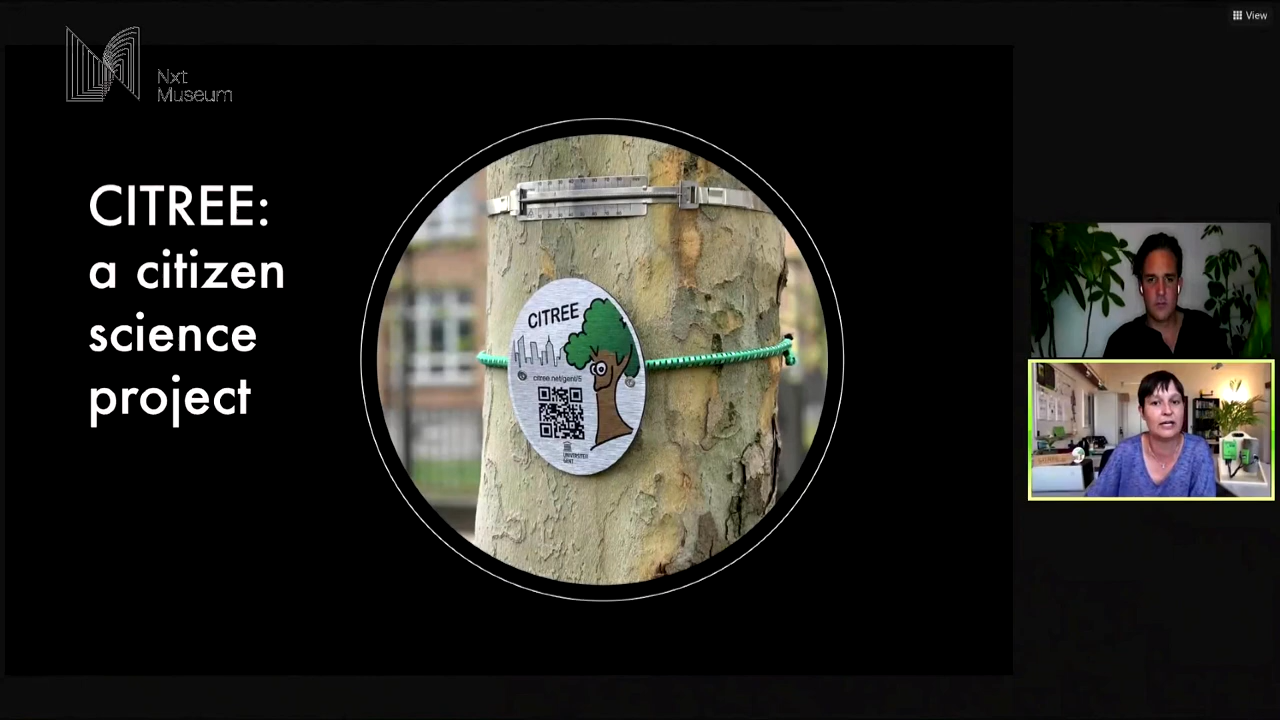 View
Nxt
Museum
CITREE:
a citizen
science
project
CITREE
citree.net/gent/5
UNIVERSITEIT
GENT